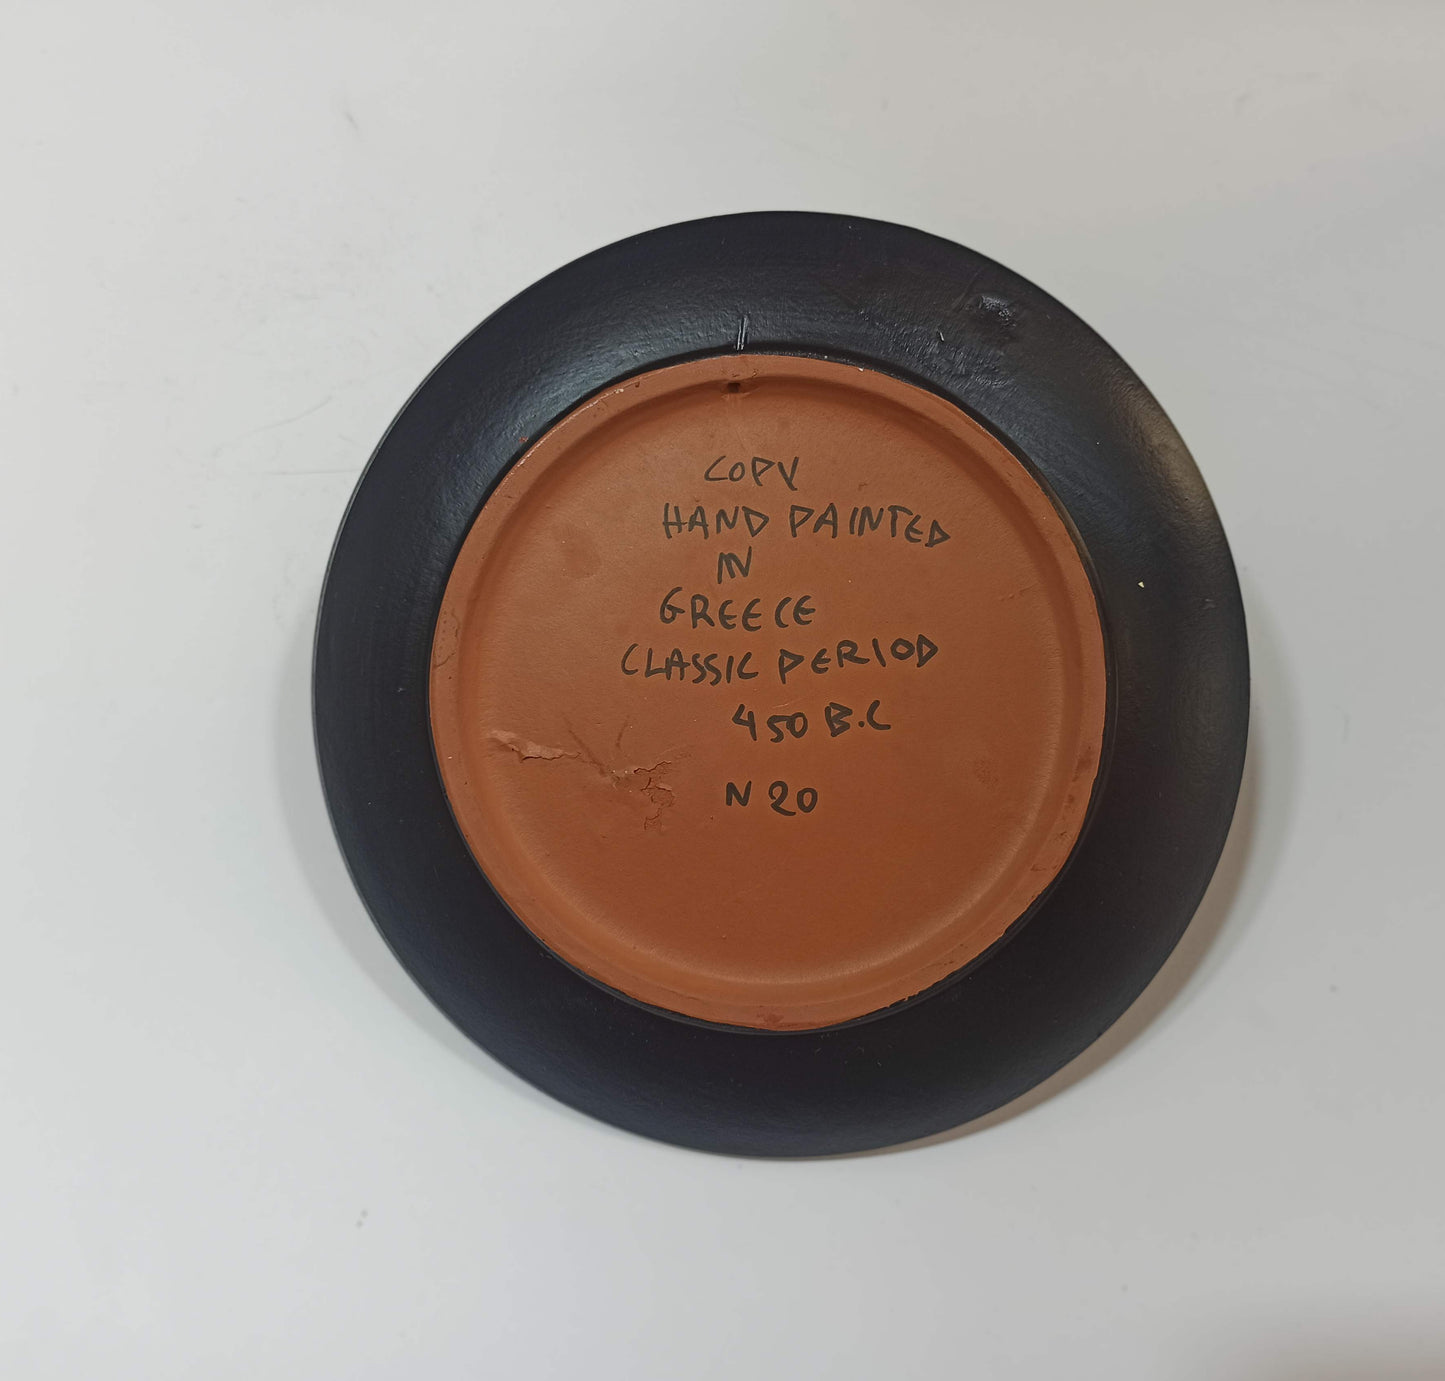 COPY
HAND PAINTED
IN
GREECE
CLASSIC PERIOD
450 B.C
N 20